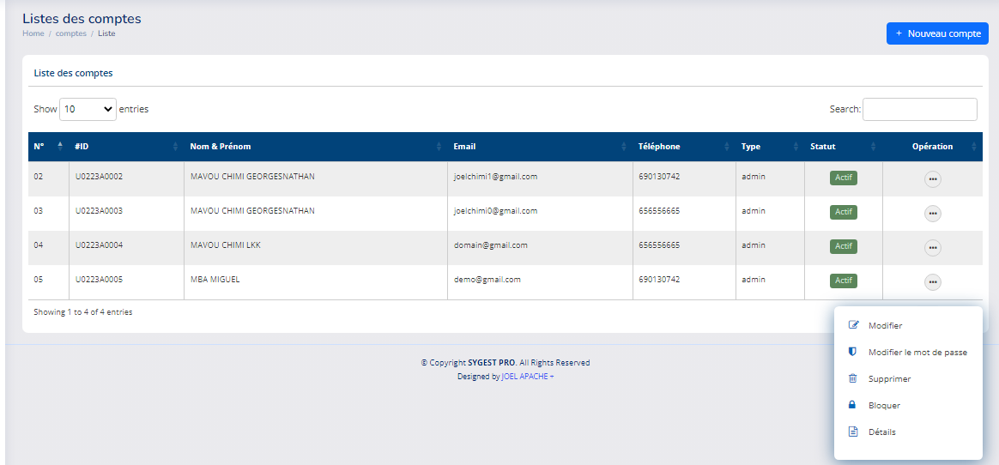 Listes des comptes
Home / comptes / Liste
+ Nouveau compte
Liste des comptes
Show 10 entries Search:
N° #ID Nom & Prénom Email Téléphone Type Statut Opération
02 U0223A0002 MAVOU CHIMI GEORGESNATHAN joelchimi1@gmail.com 690130742 admin Actif
03 U0223A0003 MAVOU CHIMI GEORGESNATHAN joelchimi0@gmail.com 656556665 admin Actif
04 U0223A0004 MAVOU CHIMI LKK domain@gmail.com 656556665 admin Actif
05 U0223A0005 MBA MIGUEL demo@gmail.com 690130742 admin Actif
Showing 1 to 4 of 4 entries
Modifier
Modifier le mot de passe
Supprimer
Bloquer
Détails
© Copyright SYGEST PRO. All Rights Reserved
Designed by JOEL APACHE +